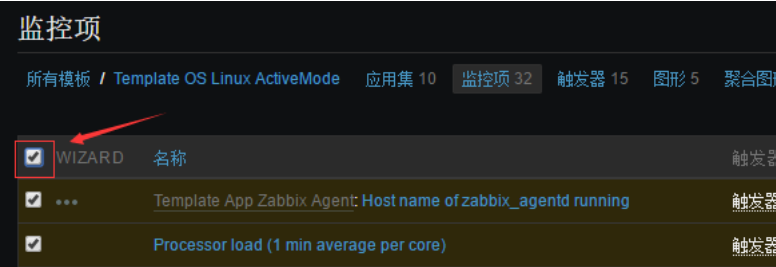 监控项
所有模板 / Template OS Linux ActiveMode 应用集 10 监控项 32 触发器 15 图形 5 聚合图
WIZARD 名称 触发
Template App Zabbix Agent: Host name of zabbix_agentd running 触发器
Processor load (1 min average per core) 触发器